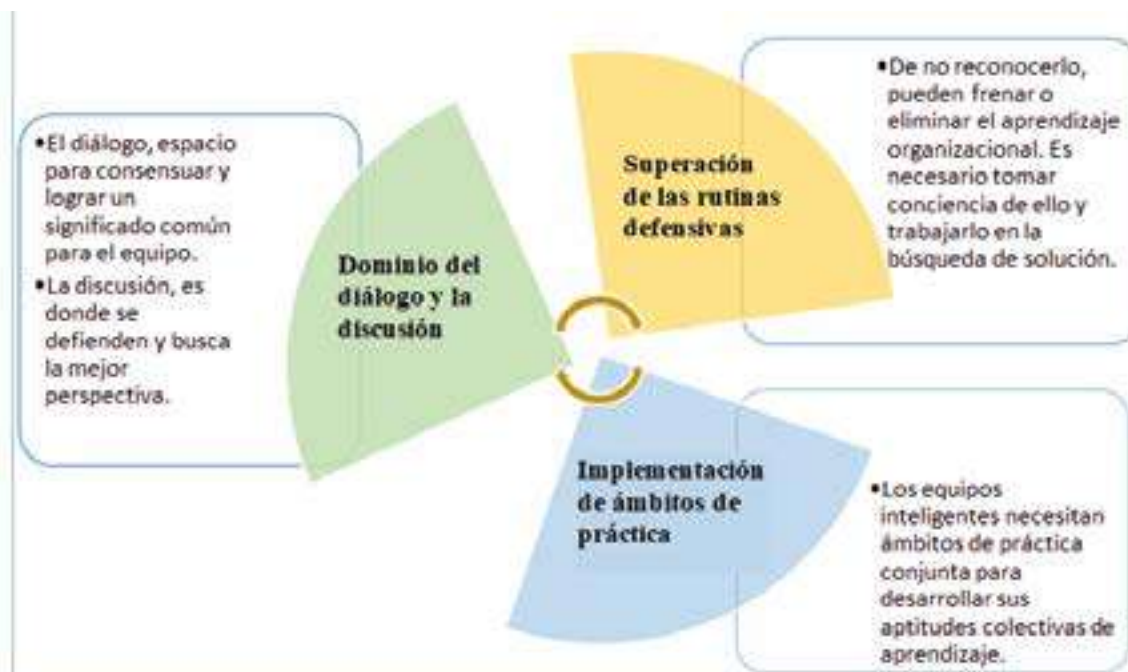 •El diálogo, espacio
para consensuar y
lograr un
significado común
para el equipo.
•La discusión, es
donde se
defienden y busca
la mejor
perspectiva.
Dominio del
diálogo y la
discusión
Superación
de las rutinas
defensivas
•De no reconocerlo,
pueden frenar o
eliminar el aprendizaje
organizacional. Es
necesario tomar
conciencia de ello y
trabajarlo en la
búsqueda de solución.
Implementación
de ámbitos de
práctica
•Los equipos
inteligentes necesitan
ámbitos de práctica
conjunta para
desarrollar sus
aptitudes colectivas de
aprendizaje.